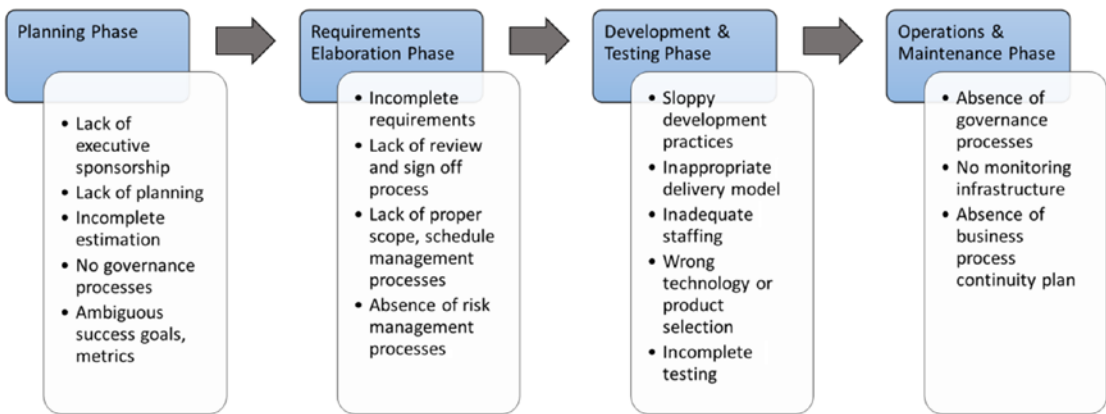 Planning Phase
• Lack of
executive
sponsorship
• Lack of planning
• Incomplete
estimation
• No governance
processes
• Ambiguous
success goals,
metrics
Requirements
Elaboration Phase
• Incomplete
requirements
• Lack of review
and sign off
process
• Lack of proper
scope, schedule
management
processes
• Absence of risk
management
processes
Development &
Testing Phase
• Sloppy
development
practices
• Inappropriate
delivery model
• Inadequate
staffing
• Wrong
technology or
product
selection
• Incomplete
testing
Operations &
Maintenance Phase
• Absence of
governance
processes
• No monitoring
infrastructure
• Absence of
business
process
continuity plan